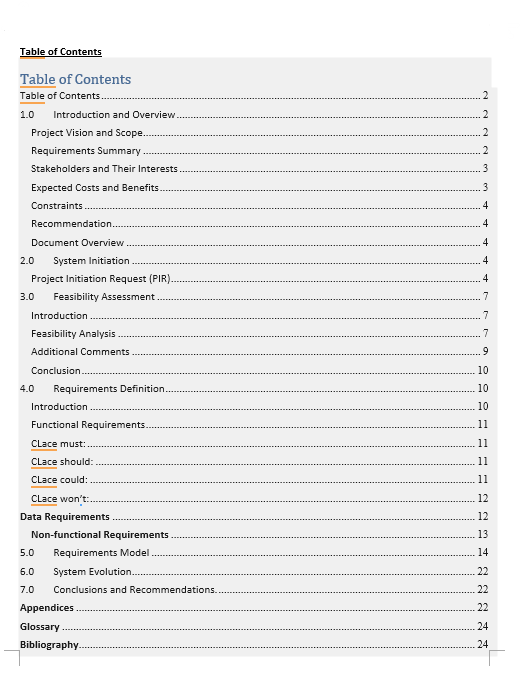 Table of Contents
Table of Contents
Table of Contents 2
1.0 Introduction and Overview 2
Project Vision and Scope 2
Requirements Summary 2
Stakeholders and Their Interests 3
Expected Costs and Benefits 3
Constraints 4
Recommendation 4
Document Overview 4
2.0 System Initiation 4
Project Initiation Request (PIR) 4
3.0 Feasibility Assessment 7
Introduction 7
Feasibility Analysis 7
Additional Comments 9
Conclusion 10
4.0 Requirements Definition 10
Introduction 10
Functional Requirements 11
CLace must: 11
CLace should: 11
CLace could: 11
CLace won't: 12
Data Requirements 12
Non-functional Requirements 13
5.0 Requirements Model 14
6.0 System Evolution 22
7.0 Conclusions and Recommendations. 22
Appendices 22
Glossary 24
Bibliography 24